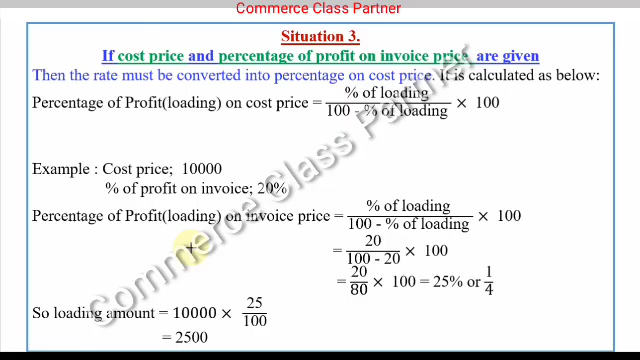 Commerce Class Partner
Situation 3.
If cost price and percentage of profit on invoice price are given
Then the rate must be converted into percentage on cost price. It is calculated as below:
Percentage of Profit(loading) on cost price = % of loading / 100 - % of loading × 100
Example : Cost price; 10000
% of profit on invoice; 20%
Percentage of Profit(loading) on invoice price = % of loading / 100 - % of loading × 100
= 20 / 100 - 20 × 100
= 20 / 80 × 100 = 25% or 1 / 4
So loading amount = 10000 × 25 / 100
= 2500
Commerce Class Partner